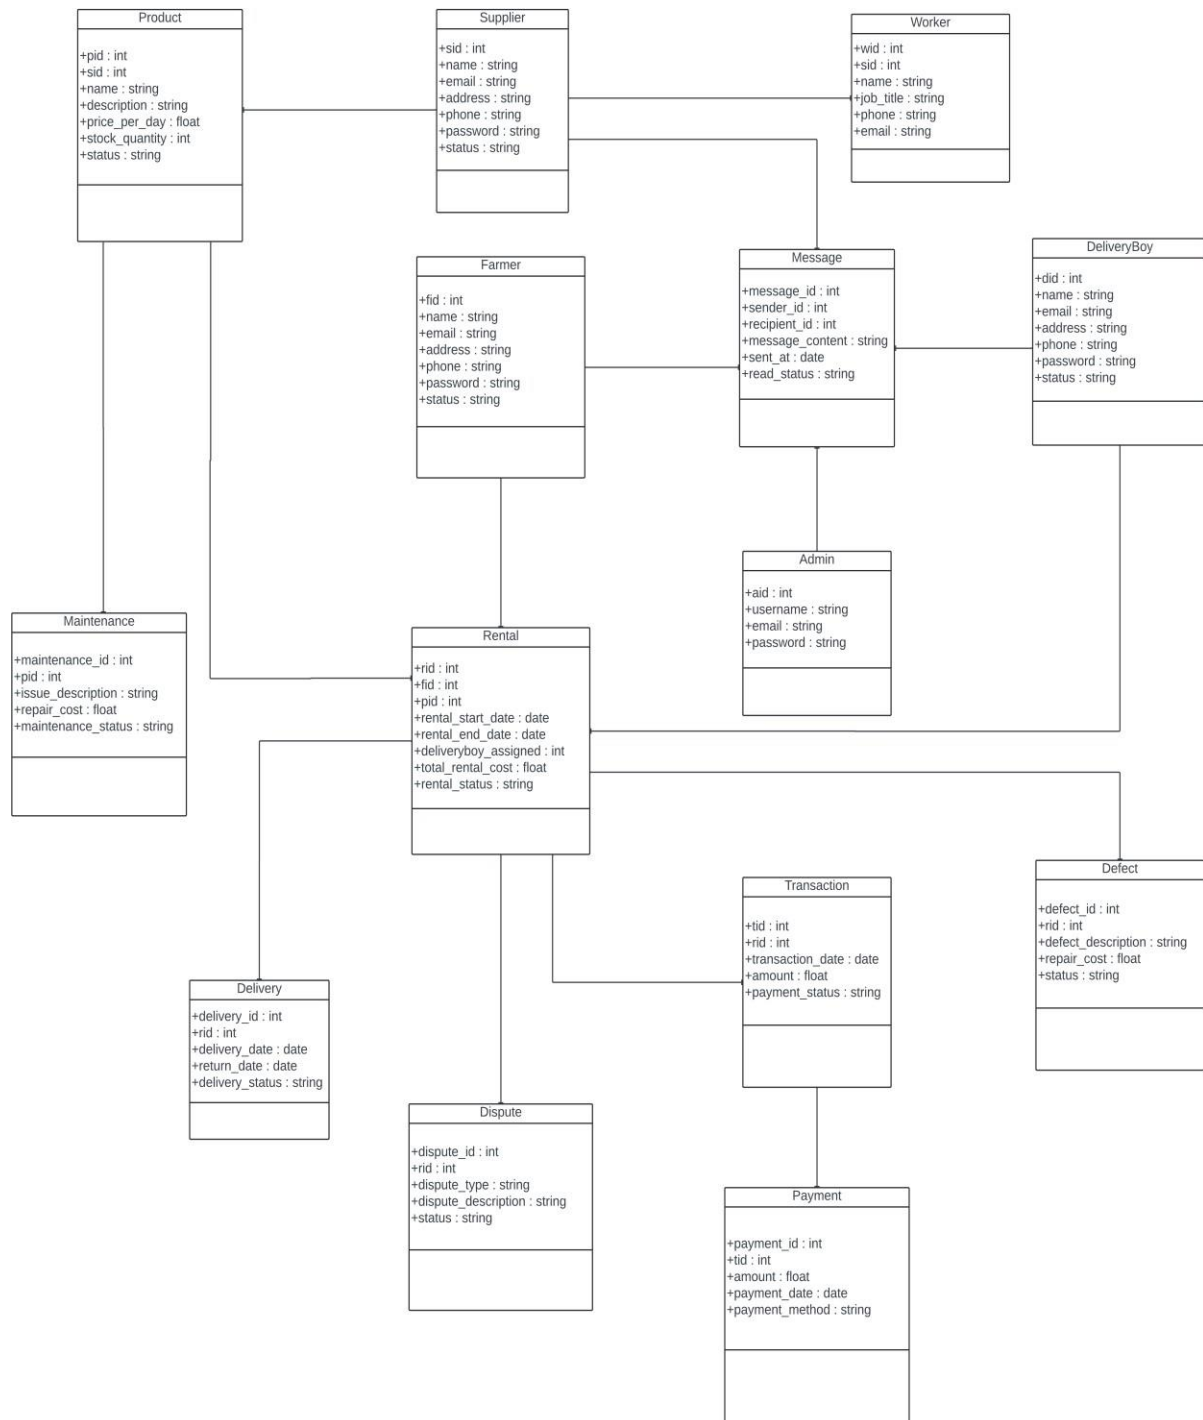 Product
+pid : int
+sid : int
+name : string
+description : string
+price_per_day : float
+stock_quantity : int
+status : string
Supplier
+sid : int
+name : string
+email : string
+address : string
+phone : string
+password : string
+status : string
Worker
+wid : int
+sid : int
+name : string
+job_title : string
+phone : string
+email : string
Farmer
+fid : int
+name : string
+email : string
+address : string
+phone : string
+password : string
+status : string
Message
+message_id : int
+sender_id : int
+recipient_id : int
+message_content : string
+sent_at : date
+read_status : string
DeliveryBoy
+did : int
+name : string
+email : string
+address : string
+phone : string
+password : string
+status : string
Admin
+aid : int
+username : string
+email : string
+password : string
Maintenance
+maintenance_id : int
+pid : int
+issue_description : string
+repair_cost : float
+maintenance_status : string
Rental
+rid : int
+fid : int
+pid : int
+rental_start_date : date
+rental_end_date : date
+deliveryboy_assigned : int
+total_rental_cost : float
+rental_status : string
Defect
+defect_id : int
+rid : int
+defect_description : string
+repair_cost : float
+status : string
Transaction
+tid : int
+rid : int
+transaction_date : date
+amount : float
+payment_status : string
Delivery
+delivery_id : int
+rid : int
+delivery_date : date
+return_date : date
+delivery_status : string
Dispute
+dispute_id : int
+rid : int
+dispute_type : string
+dispute_description : string
+status : string
Payment
+payment_id : int
+tid : int
+amount : float
+payment_date : date
+payment_method : string